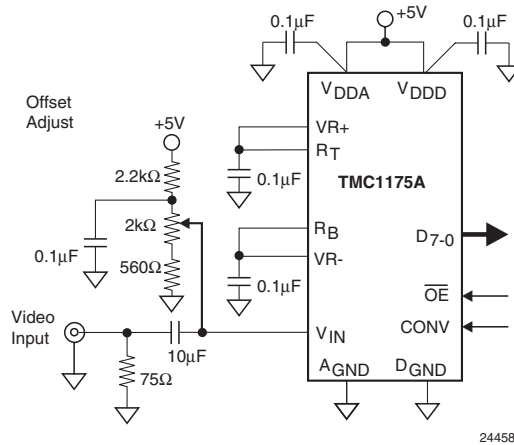 +5V
0.1μF
0.1μF
VDDA
VDDD
Offset
Adjust
+5V
VR+
RT
2.2kΩ
0.1μF
TMC1175A
2kΩ
RB
D7-0
0.1μF
560Ω
VR-
0.1μF
OE
Video
Input
VIN
CONV
10μF
75Ω
AGND
DGND
24458